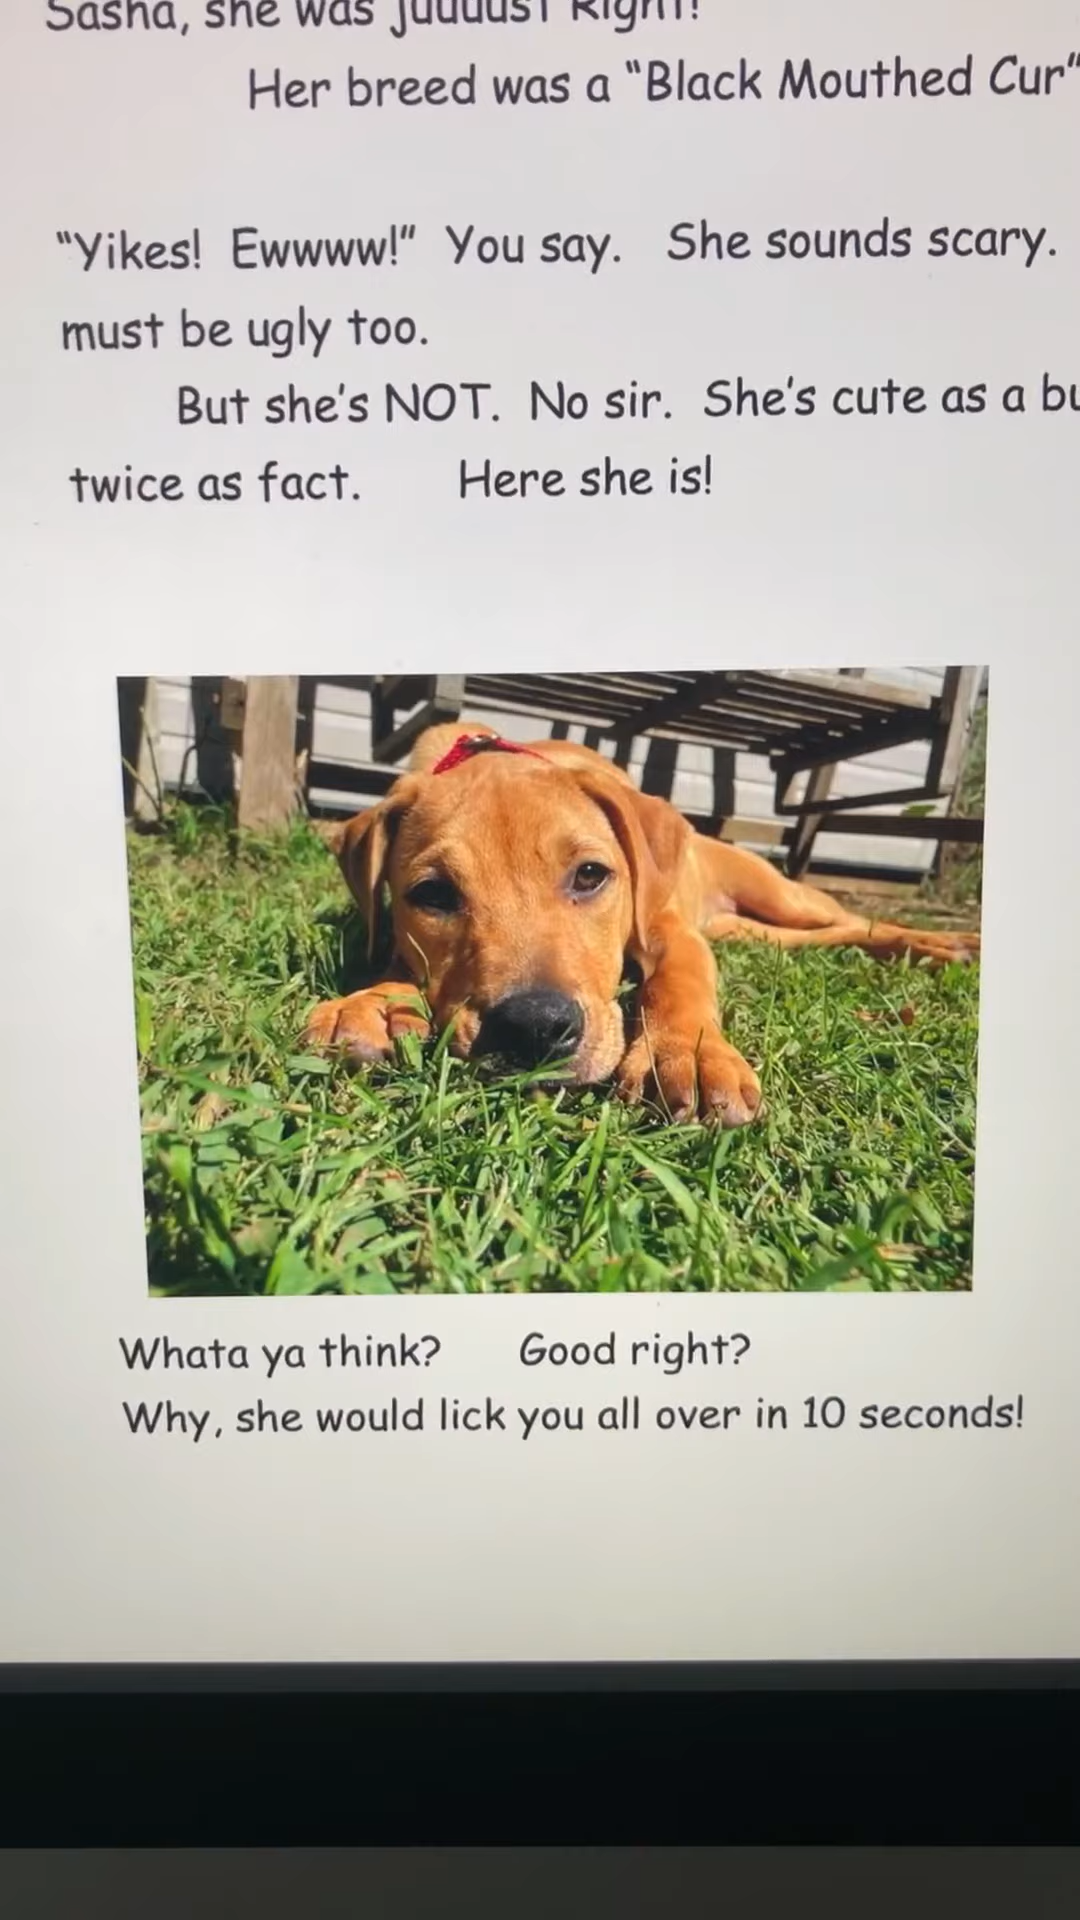 Sasha, she was juuuust Right!
Her breed was a “Black Mouthed Cur”
“Yikes!  Ewwww!”  You say.   She sounds scary.
must be ugly too.
But she's NOT.  No sir.  She's cute as a
twice as fact.      Here she is!
Whata ya think?     Good right?
Why, she would lick you all over in 10 seconds!